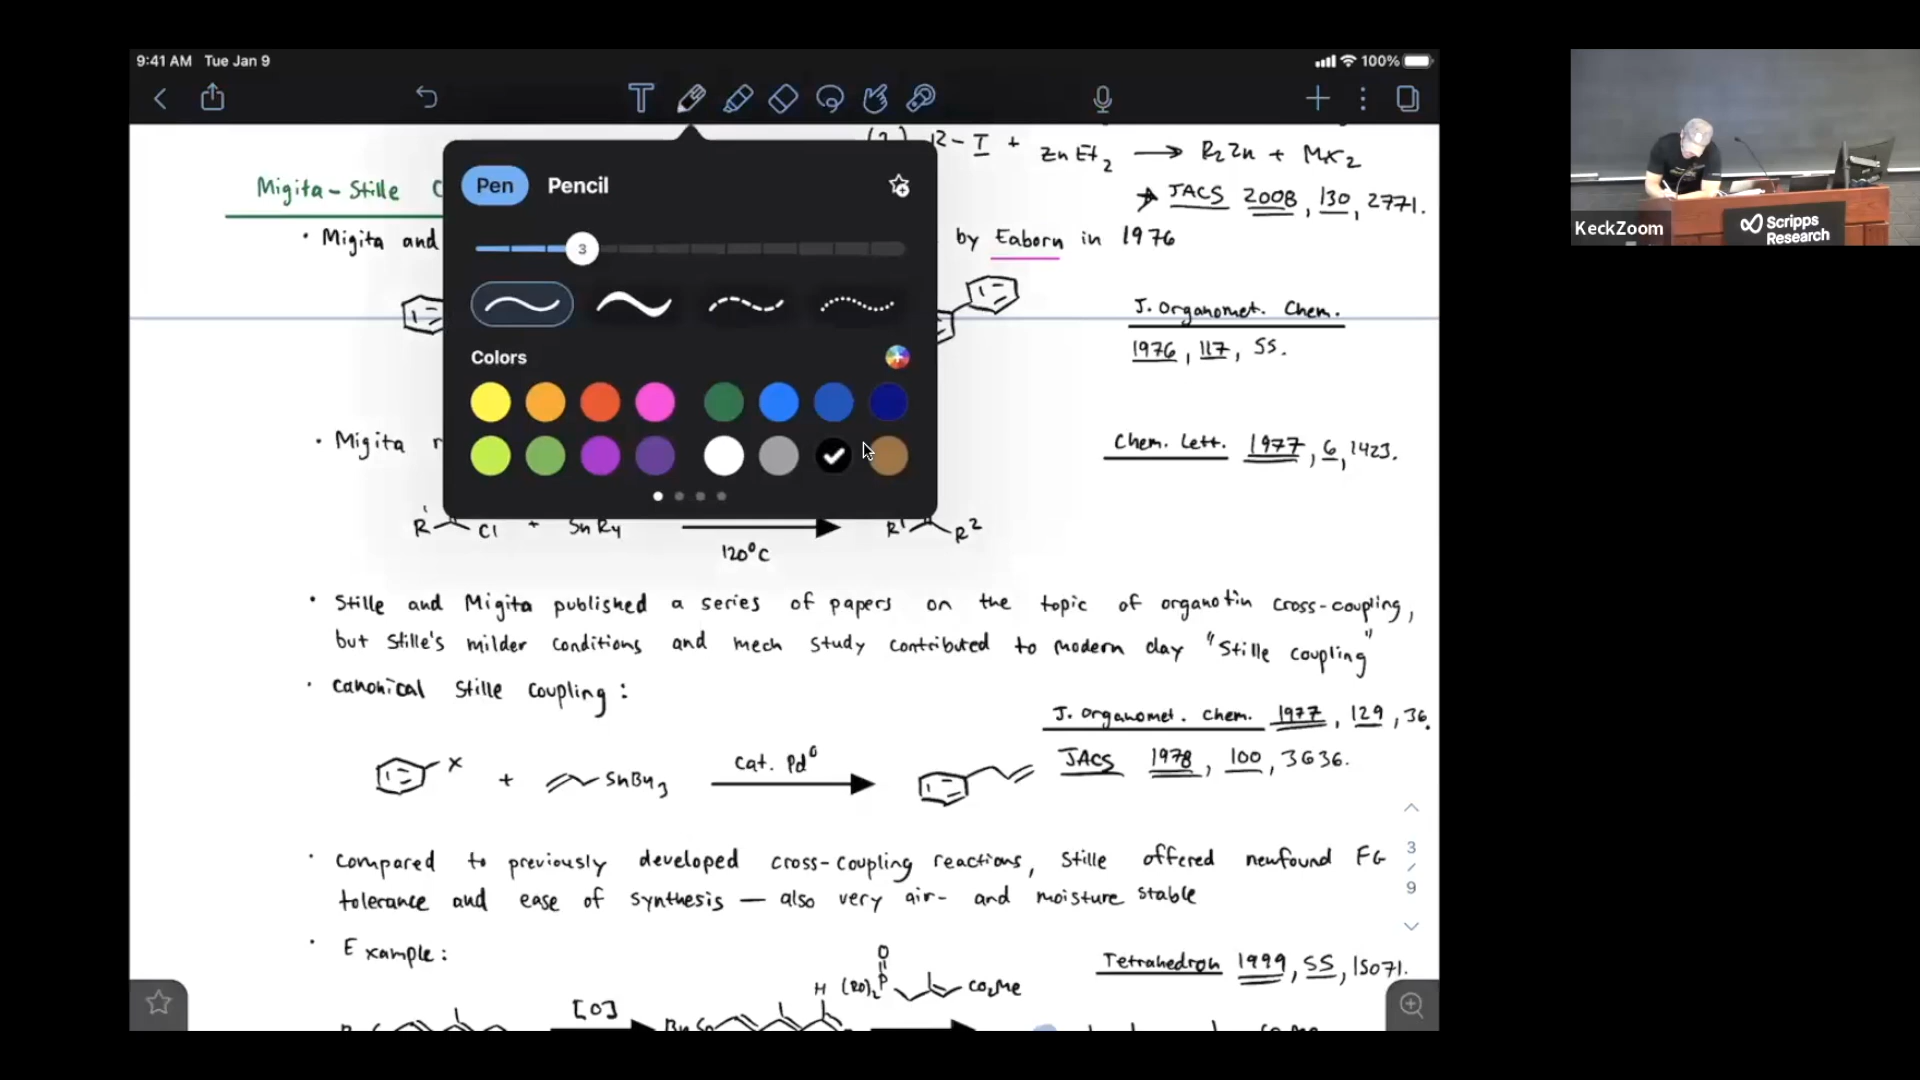 9:41 AM Tue Jan 9
100%
R-I + ZnEt2 → R2Zn + MX2
JACS 2008, 130, 2771.
Migita-Stille C
• Migita and
by Eaborn in 1976
Pen
Pencil
3
Colors
J. Organomet. Chem.
1976, 117, SS.
• Migita r
Chem. Lett. 1977, 6, 1423.
R1 Cl + SnR4
R1 R2
120°C
• Stille and Migita published a series of papers on the topic of organotin cross-coupling,
but Stille's milder conditions and mech study contributed to modern day "Stille coupling"
• Canonical Stille Coupling:
J. Organomet. Chem. 1977, 129, 36.
JACS 1978, 100, 3636.
X + SnBu3
cat. Pd0
• Compared to previously developed cross-coupling reactions, Stille offered newfound FG
tolerance and ease of synthesis — also very air- and moisture stable
3
/
9
• Example:
Tetrahedron 1999, 55, 15071.
O
H (RO)2P CO2Me
[O]
KeckZoom
Scripps
Research